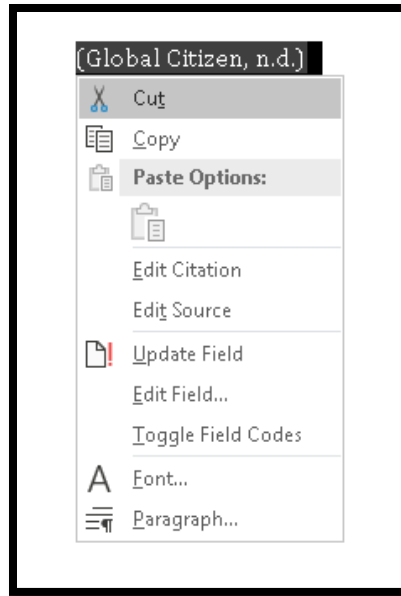 (Global Citizen, n.d.)
Cut
Copy
Paste Options:
Edit Citation
Edit Source
Update Field
Edit Field...
Toggle Field Codes
Font...
Paragraph...